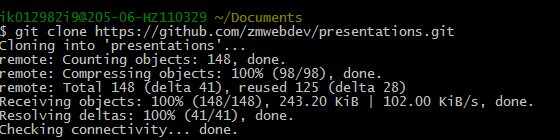 ik012982i9@205-06-HZ110329 ~/Documents
$ git clone https://github.com/zmwebdev/presentations.git
Cloning into 'presentations'...
remote: Counting objects: 148, done.
remote: Compressing objects: 100% (98/98), done.
remote: Total 148 (delta 41), reused 125 (delta 28)
Receiving objects: 100% (148/148), 243.20 KiB | 102.00 KiB/s, done.
Resolving deltas: 100% (41/41), done.
Checking connectivity... done.